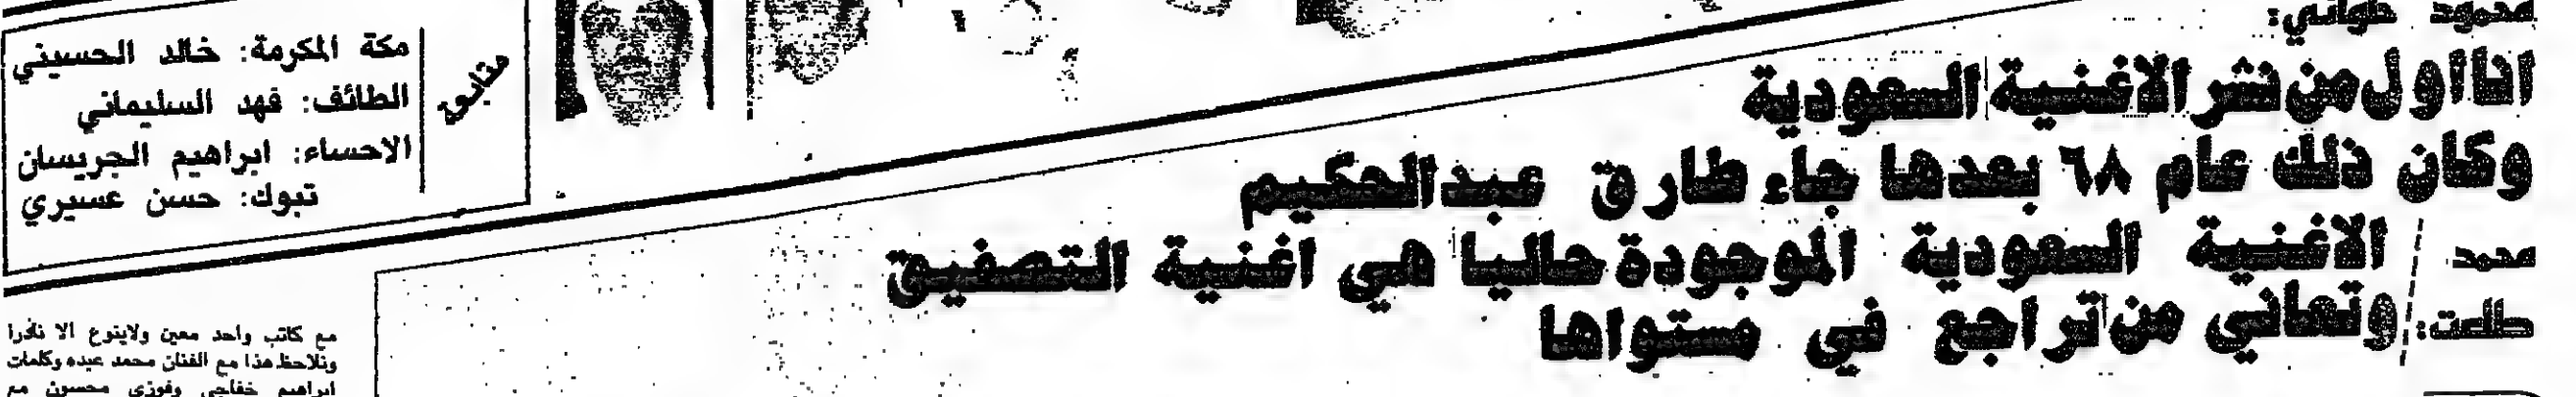 محمود حلواني:
انا اول من نشر الاغنية السعودية
وكان ذلك عام ٦٨ بعدها جاء طارق عبدالحكيم
محمد طلعت:
الاغنية السعودية الموجودة حاليا هي اغنية التصفيق
وتعاني من تراجع في مستواها
مكة المكرمة: خالد الحسيني
الطائف: فهد السليماني
الاحساء: ابراهيم الجريسان
تبوك: حسن عسيري
مع كاتب واحد معين ولاينوع الا نادرا
ونلاحظ هذا مع الفنان محمد عبده وكلمات
ابراهيم خفاجي وفوزي محسون مع